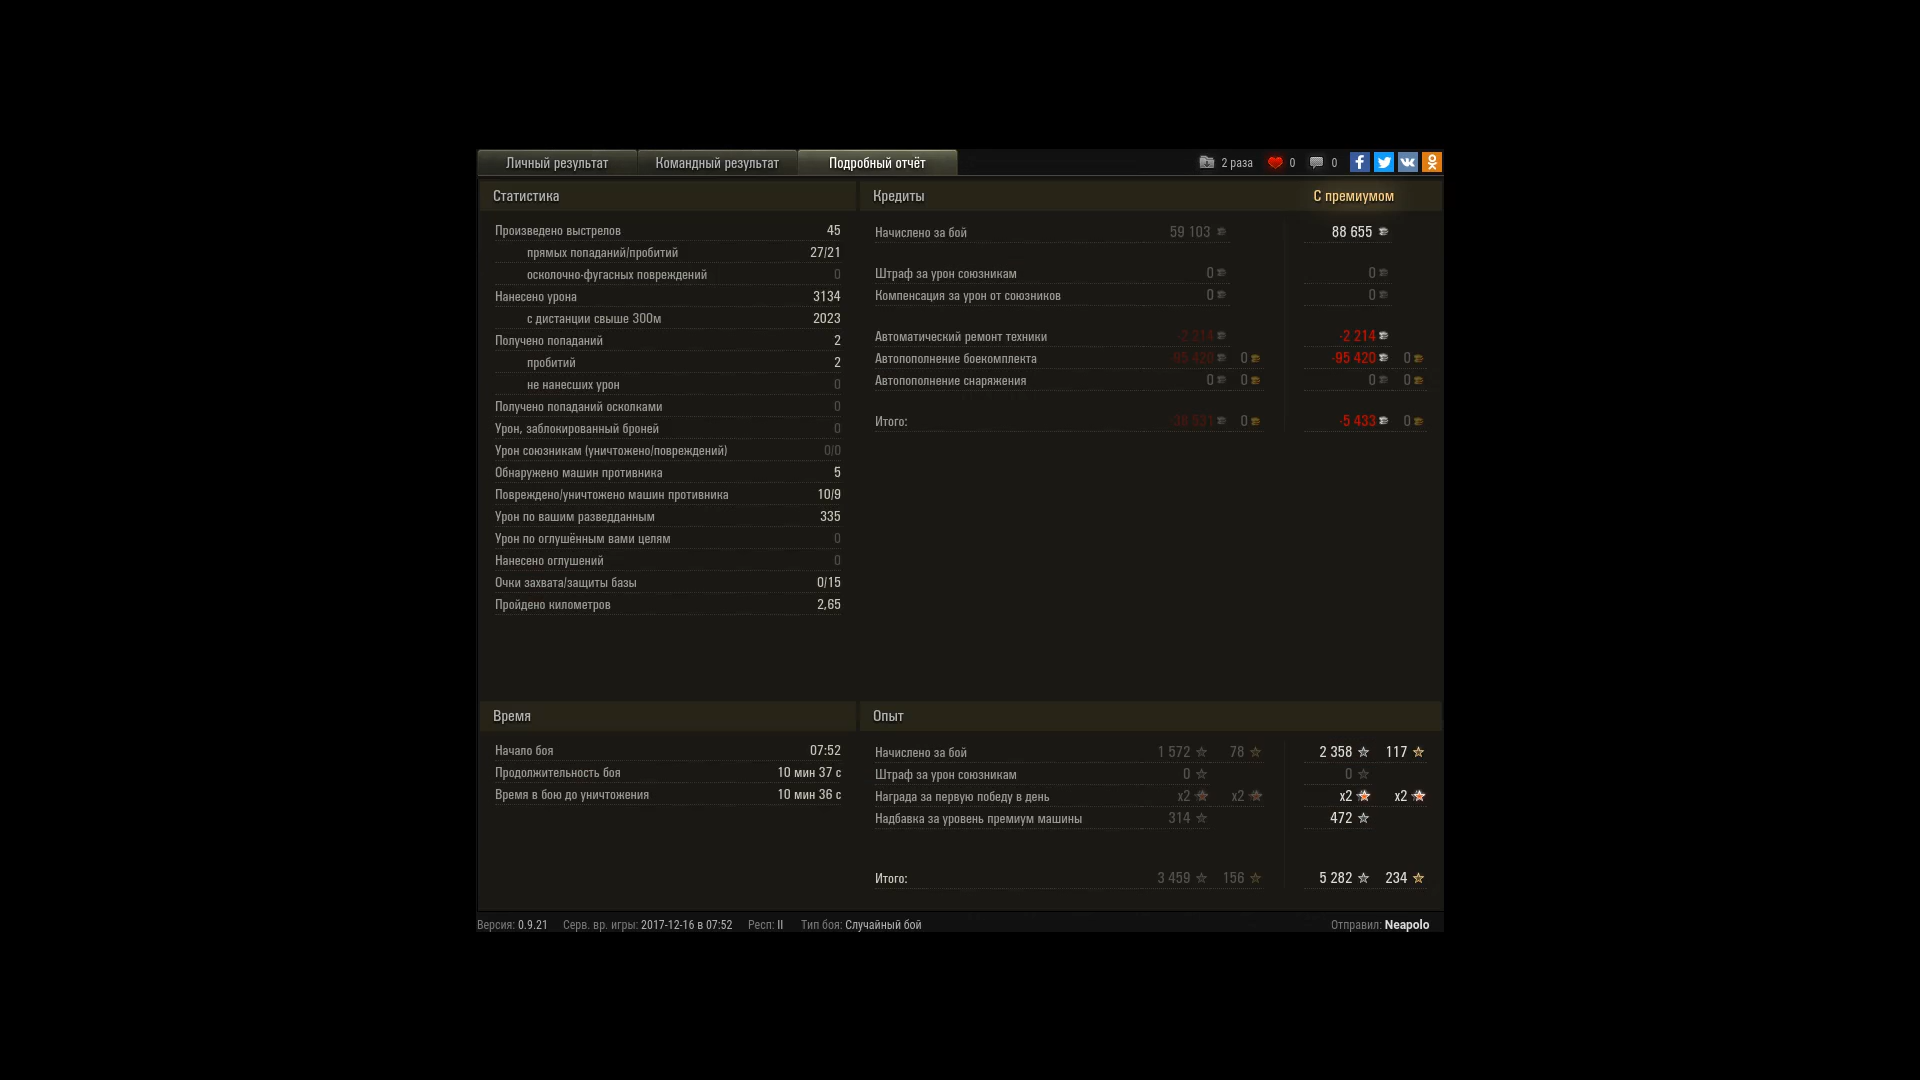 Личный результат Командный результат Подробный отчёт 2 раза 0 0
Статистика
Произведено выстрелов 45
прямых попаданий/пробитий 27/21
осколочно-фугасных повреждений 0
Нанесено урона 3134
с дистанции свыше 300м 2023
Получено попаданий 2
пробитий 2
не нанесших урон 0
Получено попаданий осколками 0
Урон, заблокированный броней 0
Урон союзникам (уничтожено/повреждений) 0/0
Обнаружено машин противника 5
Повреждено/уничтожено машин противника 10/9
Урон по вашим разведданным 335
Урон по оглушённым вами целям 0
Нанесено оглушений 0
Очки захвата/защиты базы 0/15
Пройдено километров 2,65
Кредиты С премиумом
Начислено за бой 59 103 88 655
Штраф за урон союзникам 0 0
Компенсация за урон от союзников 0 0
Автоматический ремонт техники -2 214 -2 214
Автопополнение боекомплекта -95 420 0 -95 420 0
Автопополнение снаряжения 0 0 0 0
Итого: -38 531 0 -5 433 0
Время
Начало боя 07:52
Продолжительность боя 10 мин 37 с
Время в бою до уничтожения 10 мин 36 с
Опыт
Начислено за бой 1 572 78 2 358 117
Штраф за урон союзникам 0 0
Награда за первую победу в день x2 x2 x2 x2
Надбавка за уровень премиум машины 314 472
Итого: 3 459 156 5 282 234
Версия: 0.9.21 Серв. вр. игры: 2017-12-16 в 07:52 Респ: II Тип боя: Случайный бой Отправил: Neapolo